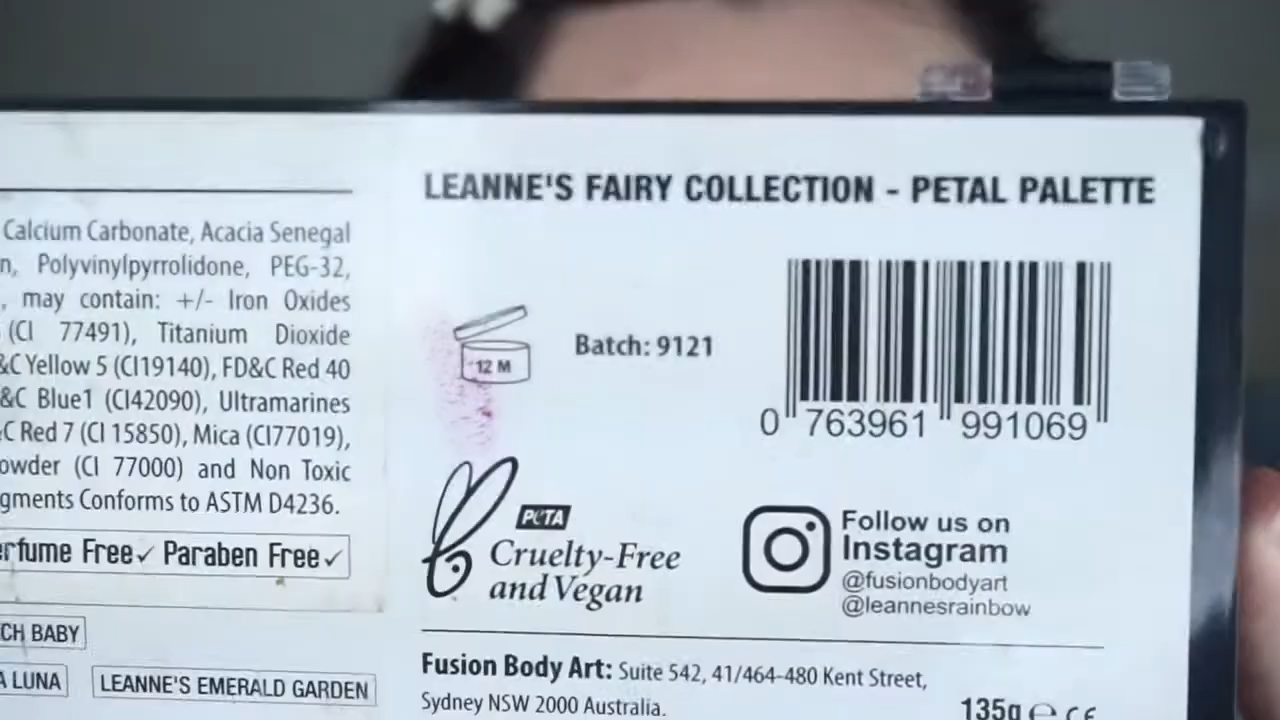 Calcium Carbonate, Acacia Senegal
Polyvinylpyrrolidone, PEG-32,
, may contain: +/- Iron Oxides
(CI 77491), Titanium Dioxide
&C Yellow 5 (CI19140), FD&C Red 40
&C Blue1 (CI42090), Ultramarines
C Red 7 (CI 15850), Mica (CI77019),
(CI 77000) and Non Toxic
Conforms to ASTM D4236.
Free✓ Paraben Free✓
BABY
LUNA
LEANNE'S EMERALD GARDEN
LEANNE'S FAIRY COLLECTION - PETAL PALETTE
12 M
Batch: 9121
0 763961 991069
PETA
Cruelty-Free
and Vegan
Follow us on
Instagram
@fusionbodyart
@leannesrainbow
Fusion Body Art: Suite 542, 41/464-480 Kent Street,
Sydney NSW 2000 Australia.
135g ℮ CE